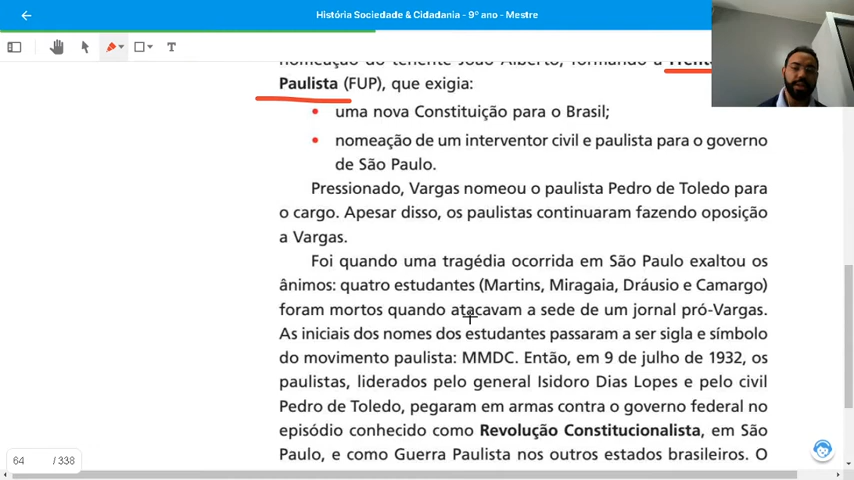 História Sociedade & Cidadania - 9º ano - Mestre
T
nomeação do tenente João Alberto, formando a
Paulista (FUP), que exigia:
• uma nova Constituição para o Brasil;
• nomeação de um interventor civil e paulista para o governo
de São Paulo.
Pressionado, Vargas nomeou o paulista Pedro de Toledo para
o cargo. Apesar disso, os paulistas continuaram fazendo oposição
a Vargas.
Foi quando uma tragédia ocorrida em São Paulo exaltou os
ânimos: quatro estudantes (Martins, Miragaia, Dráusio e Camargo)
foram mortos quando atacavam a sede de um jornal pró-Vargas.
As iniciais dos nomes dos estudantes passaram a ser sigla e símbolo
do movimento paulista: MMDC. Então, em 9 de julho de 1932, os
paulistas, liderados pelo general Isidoro Dias Lopes e pelo civil
Pedro de Toledo, pegaram em armas contra o governo federal no
episódio conhecido como Revolução Constitucionalista, em São
Paulo, e como Guerra Paulista nos outros estados brasileiros. O
64 / 338